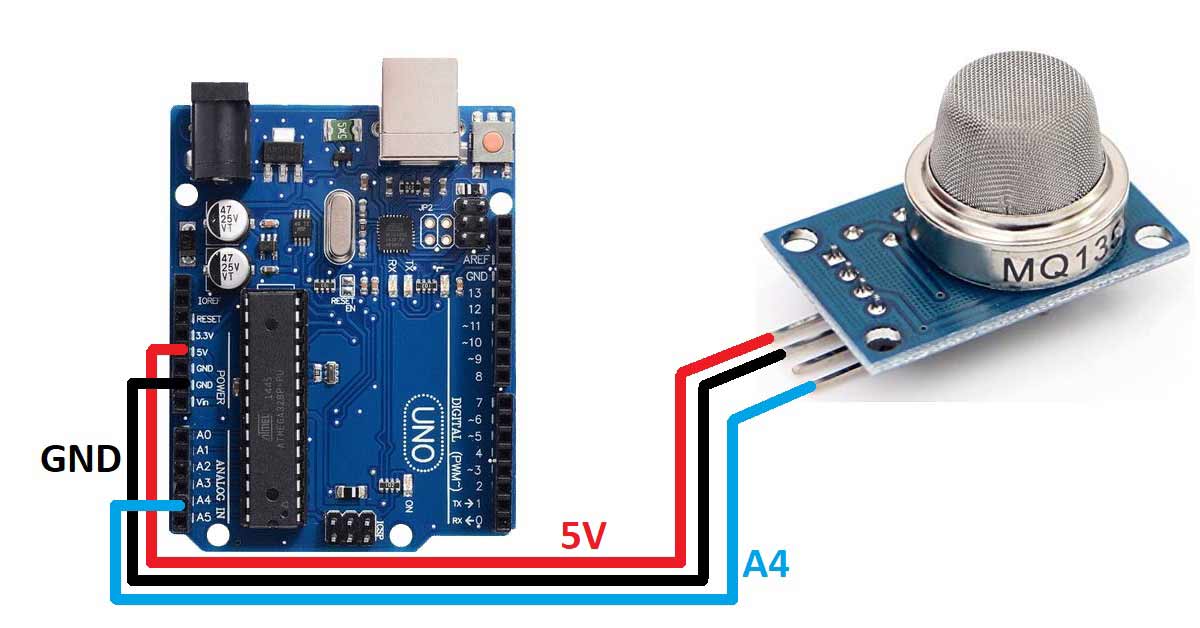 47
25V
VT
47
25V
VT
5X5
JP2
RX
TX
L
RESET
EN
AREF
GND
13
12
~11
~10
~9
8
7
~6
~5
4
~3
2
TX→1
RX←0
DIGITAL (PWM~)
IOREF
RESET
3.3V
5V
GND
GND
Vin
POWER
A0
A1
A2
A3
A4
A5
ANALOG IN
ATMEL 1445
ATMEGA328P-PU
UNO
ON
ICSP
MQ135
GND
5V
A4